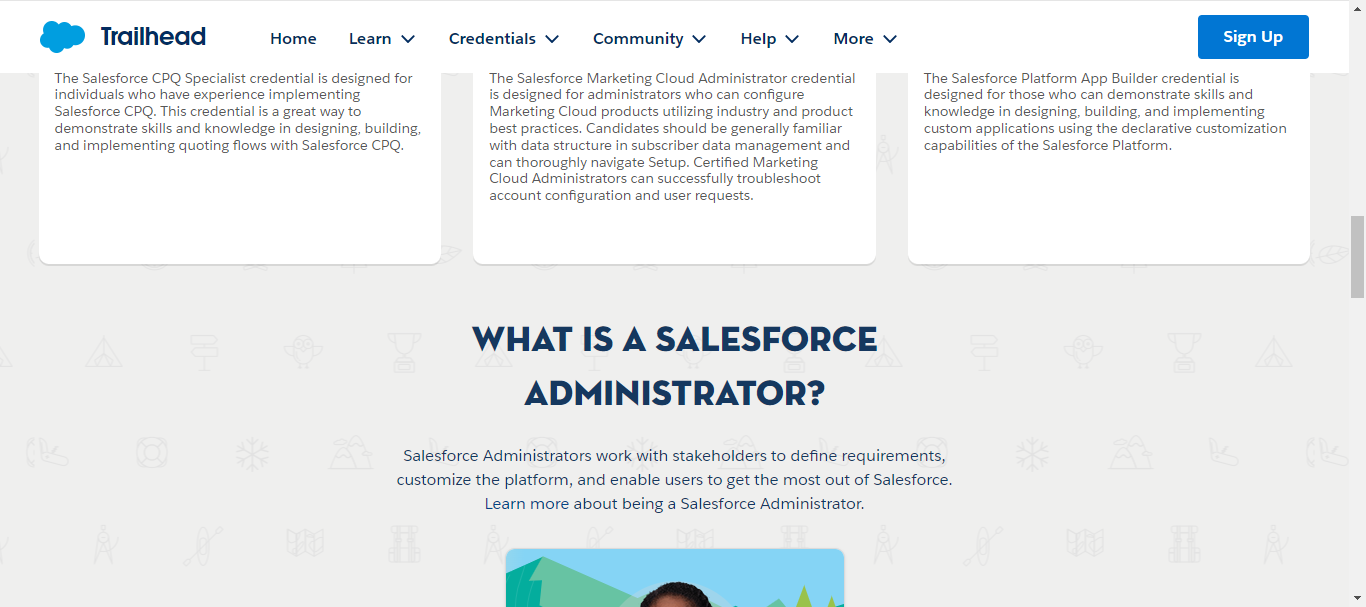 Trailhead
Home
Learn
Credentials
Community
Help
More
Sign Up
The Salesforce CPQ Specialist credential is designed for
individuals who have experience implementing
Salesforce CPQ. This credential is a great way to
demonstrate skills and knowledge in designing, building,
and implementing quoting flows with Salesforce CPQ.
The Salesforce Marketing Cloud Administrator credential
is designed for administrators who can configure
Marketing Cloud products utilizing industry and product
best practices. Candidates should be generally familiar
with data structure in subscriber data management and
can thoroughly navigate Setup. Certified Marketing
Cloud Administrators can successfully troubleshoot
account configuration and user requests.
The Salesforce Platform App Builder credential is
designed for those who can demonstrate skills and
knowledge in designing, building, and implementing
custom applications using the declarative customization
capabilities of the Salesforce Platform.
WHAT IS A SALESFORCE
ADMINISTRATOR?
Salesforce Administrators work with stakeholders to define requirements,
customize the platform, and enable users to get the most out of Salesforce.
Learn more about being a Salesforce Administrator.